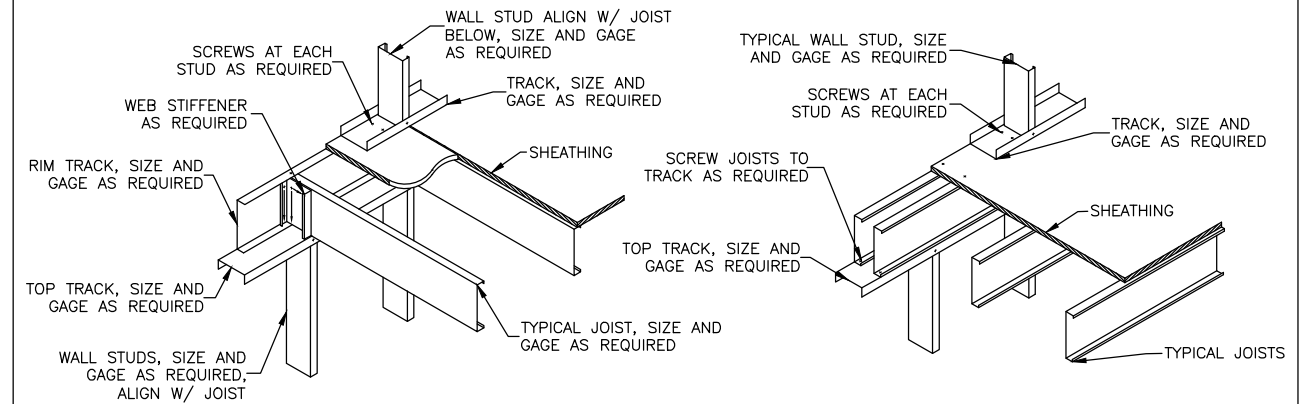 WALL STUD ALIGN W/ JOIST
BELOW, SIZE AND GAGE
AS REQUIRED
SCREWS AT EACH
STUD AS REQUIRED
TRACK, SIZE AND
GAGE AS REQUIRED
WEB STIFFENER
AS REQUIRED
SHEATHING
RIM TRACK, SIZE AND
GAGE AS REQUIRED
TOP TRACK, SIZE AND
GAGE AS REQUIRED
TYPICAL JOIST, SIZE AND
GAGE AS REQUIRED
WALL STUDS, SIZE AND
GAGE AS REQUIRED,
ALIGN W/ JOIST
TYPICAL WALL STUD, SIZE
AND GAGE AS REQUIRED
SCREWS AT EACH
STUD AS REQUIRED
TRACK, SIZE AND
GAGE AS REQUIRED
SCREW JOISTS TO
TRACK AS REQUIRED
SHEATHING
TOP TRACK, SIZE AND
GAGE AS REQUIRED
TYPICAL JOISTS